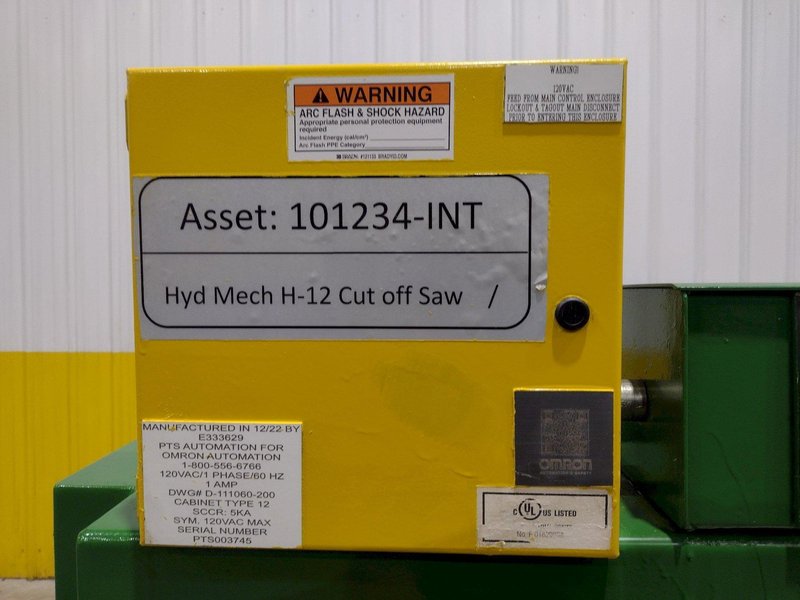 WARNING
ARC FLASH & SHOCK HAZARD
Appropriate personal protection equipment
required
Incident Energy (cal/cm²)
Arc Flash PPE Category
WARNING!
120VAC
FEED FROM MAIN CONTROL ENCLOSURE
LOCKOUT & TAGOUT MAIN DISCONNECT
PRIOR TO ENTERING THIS ENCLOSURE
Asset: 101234-INT
Hyd Mech H-12 Cut off Saw /
MANUFACTURED IN 12/22 BY
E333629
PTS AUTOMATION FOR
OMRON AUTOMATION
1-800-556-6766
120VAC/1 PHASE/60 HZ
1 AMP
DWG# D-111060-200
CABINET TYPE 12
SCCR: 5KA
SYM. 120VAC MAX
SERIAL NUMBER
PTS003745
OMRON
C UL US LISTED
No.